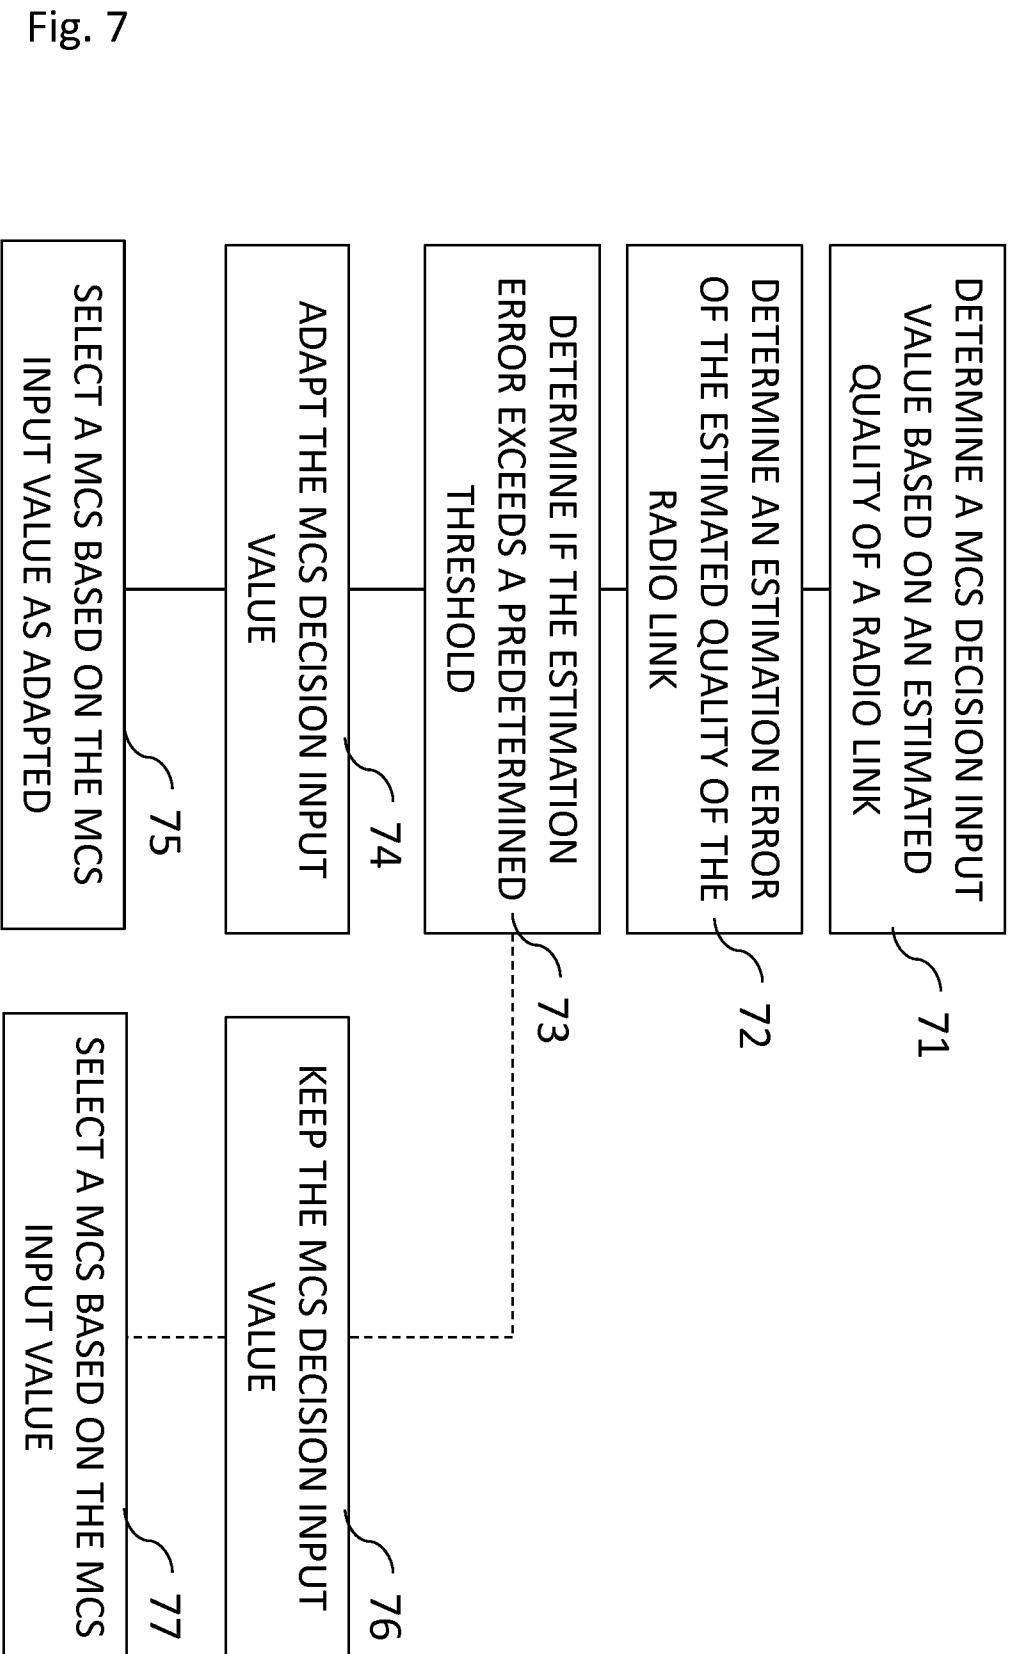 Fig. 7
DETERMINE A MCS DECISION INPUT
VALUE BASED ON AN ESTIMATED
QUALITY OF A RADIO LINK
71
DETERMINE AN ESTIMATION ERROR
OF THE ESTIMATED QUALITY OF THE
RADIO LINK
72
DETERMINE IF THE ESTIMATION
ERROR EXCEEDS A PREDETERMINED
THRESHOLD
73
ADAPT THE MCS DECISION INPUT
VALUE
74
SELECT A MCS BASED ON THE MCS
INPUT VALUE AS ADAPTED
75
KEEP THE MCS DECISION INPUT
VALUE
76
SELECT A MCS BASED ON THE MCS
INPUT VALUE
77